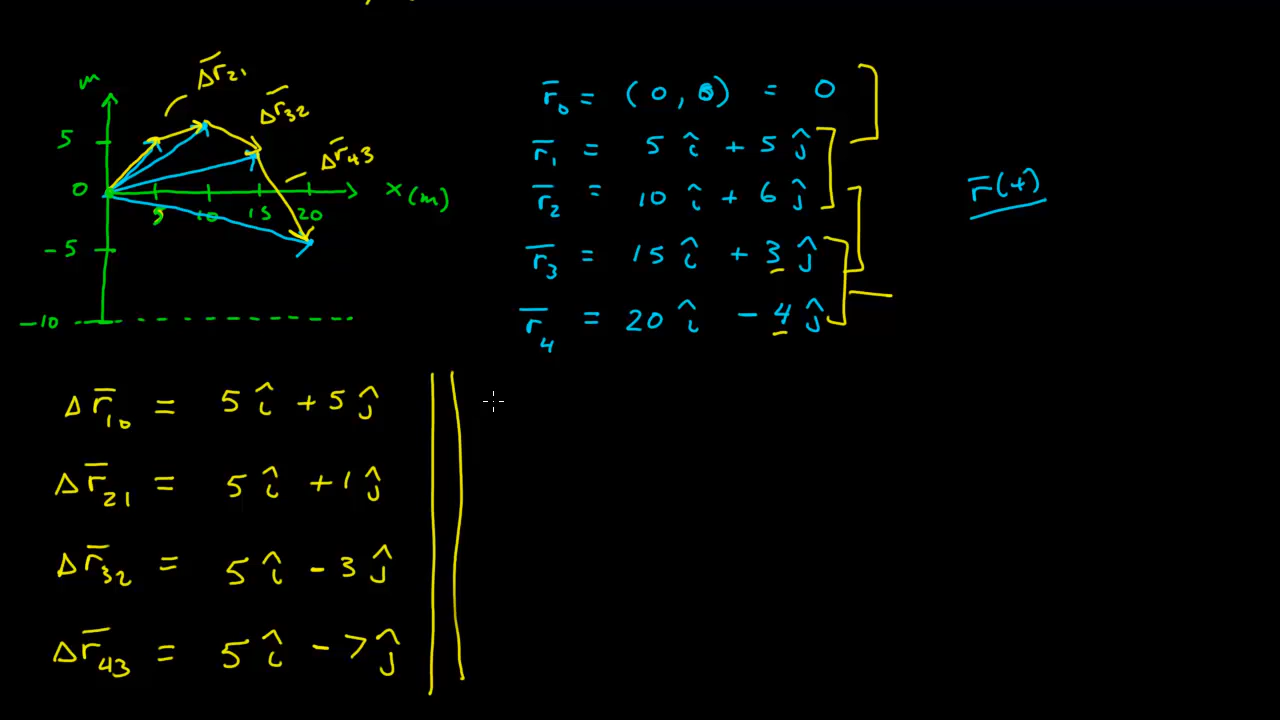 m
Δr̅₂₁
Δr̅₃₂
Δr̅₄₃
5
0
5 10 15 20
x (m)
-5
-10
r̅₀ = (0, 0) = 0
r̅₁ = 5 î + 5 ĵ
r̅₂ = 10 î + 6 ĵ
r̅₃ = 15 î + 3 ĵ
r̅₄ = 20 î - 4 ĵ
r̅(t)
Δr̅₁₀ = 5 î + 5 ĵ
Δr̅₂₁ = 5 î + 1 ĵ
Δr̅₃₂ = 5 î - 3 ĵ
Δr̅₄₃ = 5 î - 7 ĵ